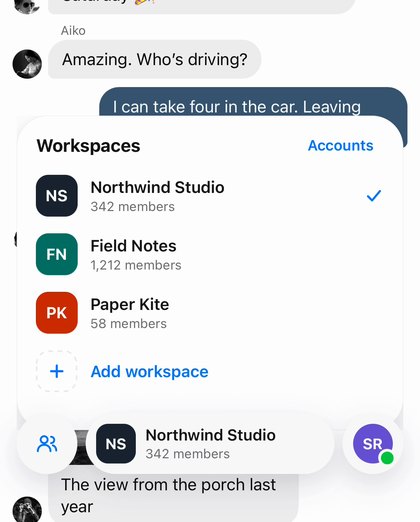 Aiko
Amazing. Who’s driving?
I can take four in the car. Leaving
Workspaces
Accounts
NS
Northwind Studio
342 members
FN
Field Notes
1,212 members
PK
Paper Kite
58 members
Add workspace
NS
Northwind Studio
342 members
SR
The view from the porch last
year